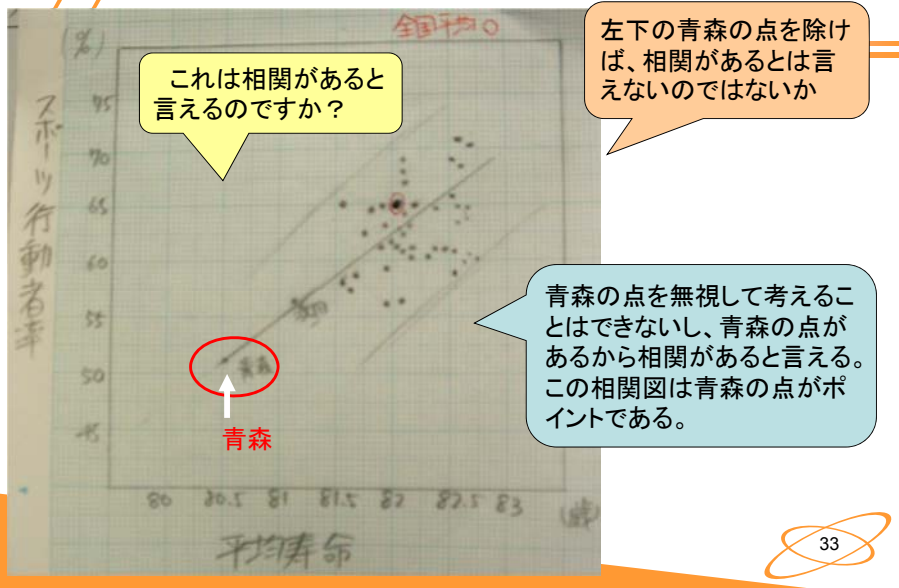 (%)
全国平均○
スポーツ行動者率
75
70
65
60
55
50
45
80 80.5 81 81.5 82 82.5 83 (歳)
平均寿命
青森
これは相関があると
言えるのですか?
左下の青森の点を除け
ば、相関があるとは言
えないのではないか
青森の点を無視して考えるこ
とはできないし、青森の点が
あるから相関があると言える。
この相関図は青森の点がポ
イントである。
青森
33